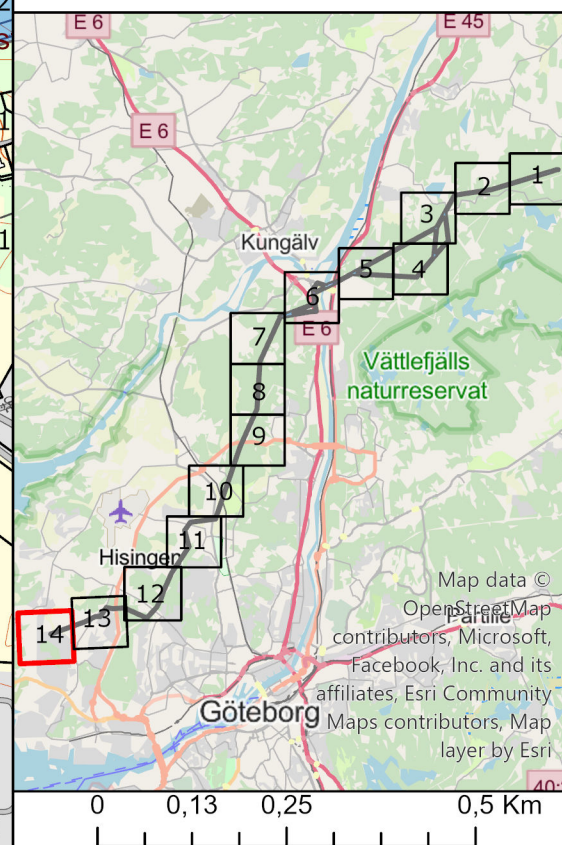 E 6
E 45
E 6
1
2
3
Kungälv
5
4
6
E 6
7
Vättlefjälls
naturreservat
8
9
10
11
Hisingen
12
13
14
Göteborg
Partille
Map data ©
OpenStreetMap
contributors, Microsoft,
Facebook, Inc. and its
affiliates, Esri Community
Maps contributors, Map
layer by Esri
0 0,13 0,25 0,5 Km